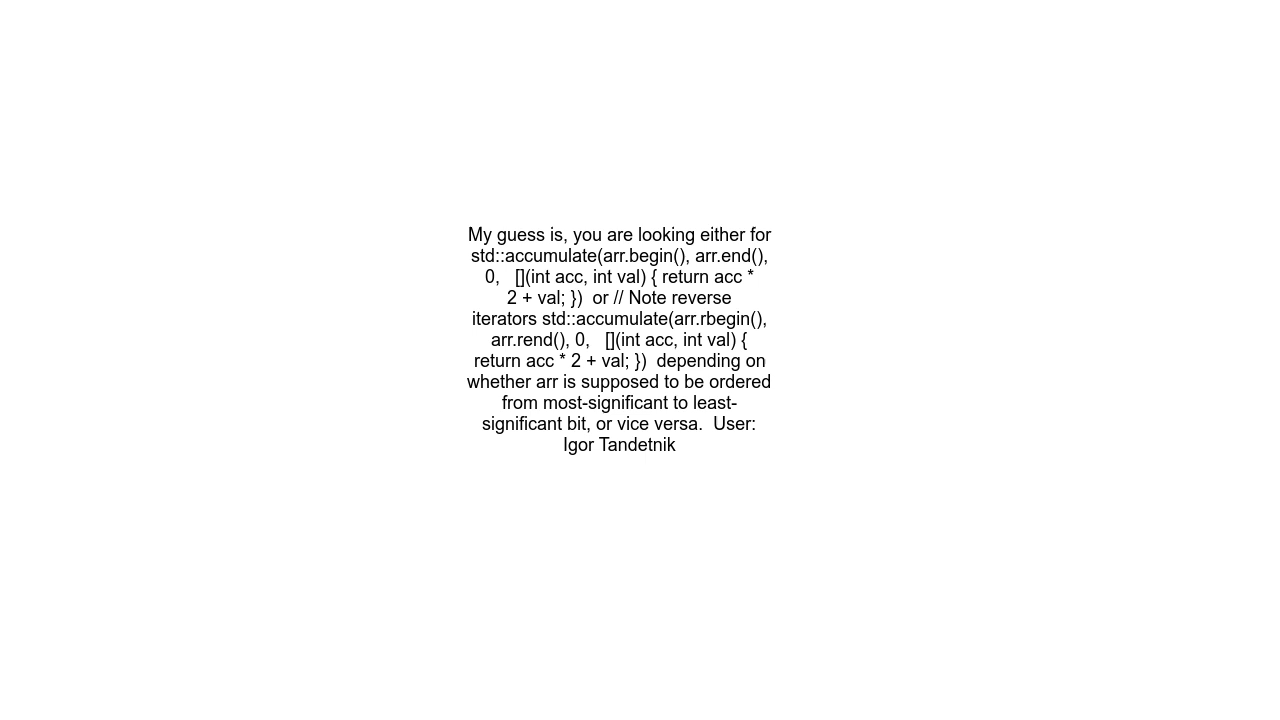 My guess is, you are looking either for
std::accumulate(arr.begin(), arr.end(),
0,   [](int acc, int val) { return acc *
2 + val; })  or // Note reverse
iterators std::accumulate(arr.rbegin(),
arr.rend(), 0,   [](int acc, int val) {
return acc * 2 + val; })  depending on
whether arr is supposed to be ordered
from most-significant to least-
significant bit, or vice versa.  User:
Igor Tandetnik